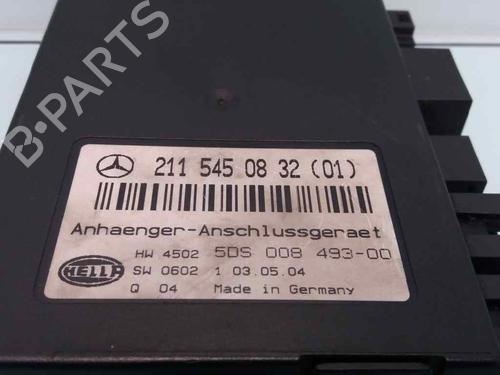 B-PARTS
211 545 08 32 (01)
Anhaenger-Anschlussgeraet
HW 4502 5DS 008 493-00
HELLA SW 0602 1 03.05.04
Q 04 Made in Germany